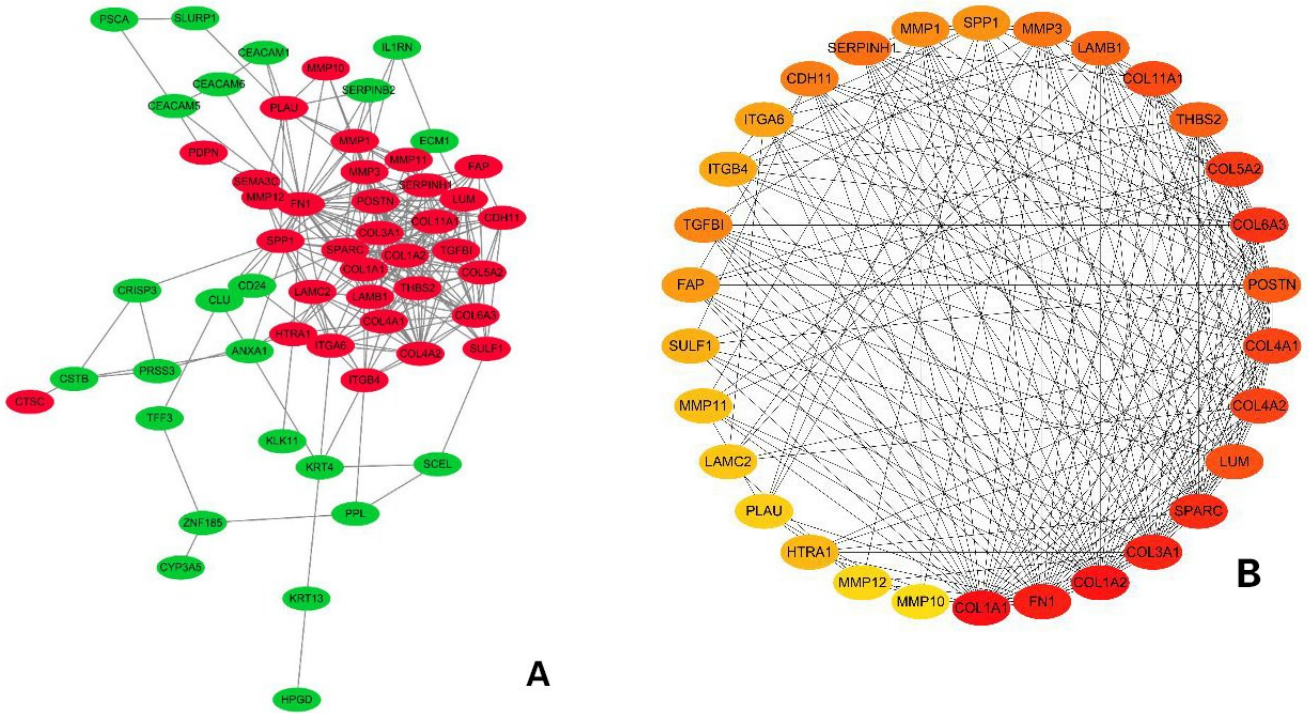 PSCA
SLURP1
CEACAM1
IL1RN
MMP10
CEACAM6
SERPINB2
CEACAM5
PLAU
MMP1
ECM1
PDPN
MMP11
MMP3
FAP
SEMA3C
SERPINH1
MMP12
FN1
POSTN
LUM
COL11A1
CDH11
COL3A1
SPP1
SPARC
COL1A2
TGFBI
COL1A1
COL5A2
CRISP3
CD24
CLU
LAMC2
LAMB1
THBS2
COL4A1
COL6A3
HTRA1
ITGA6
ANXA1
COL4A2
SULF1
PRSS3
CSTB
ITGB4
CTSC
TFF3
KLK11
KRT4
SCEL
PPL
ZNF185
CYP3A5
KRT13
HPGD
A
SPP1
MMP1
MMP3
SERPINH1
LAMB1
CDH11
COL11A1
ITGA6
THBS2
ITGB4
COL5A2
TGFBI
COL6A3
FAP
POSTN
SULF1
COL4A1
MMP11
COL4A2
LAMC2
LUM
PLAU
SPARC
HTRA1
COL3A1
MMP12
COL1A2
MMP10
COL1A1
FN1
B